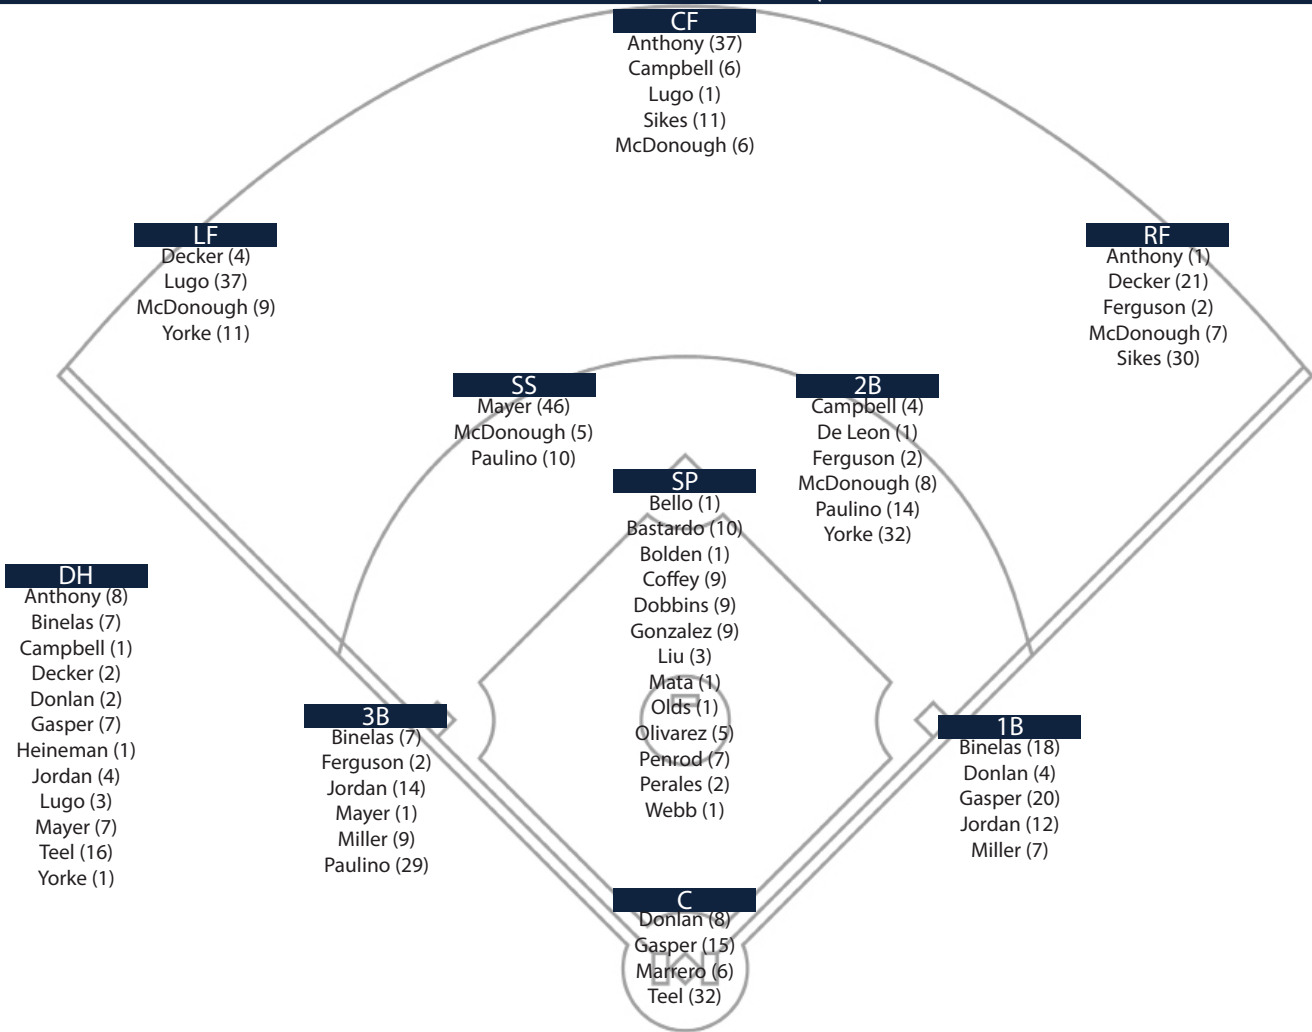 CF
Anthony (37)
Campbell (6)
Lugo (1)
Sikes (11)
McDonough (6)
LF
Decker (4)
Lugo (37)
McDonough (9)
Yorke (11)
RF
Anthony (1)
Decker (21)
Ferguson (2)
McDonough (7)
Sikes (30)
SS
Mayer (46)
McDonough (5)
Paulino (10)
2B
Campbell (4)
De Leon (1)
Ferguson (2)
McDonough (8)
Paulino (14)
Yorke (32)
SP
Bello (1)
Bastardo (10)
Bolden (1)
Coffey (9)
Dobbins (9)
Gonzalez (9)
Liu (3)
Mata (1)
Olds (1)
Olivarez (5)
Penrod (7)
Perales (2)
Webb (1)
DH
Anthony (8)
Binelas (7)
Campbell (1)
Decker (2)
Donlan (2)
Gasper (7)
Heineman (1)
Jordan (4)
Lugo (3)
Mayer (7)
Teel (16)
Yorke (1)
3B
Binelas (7)
Ferguson (2)
Jordan (14)
Mayer (1)
Miller (9)
Paulino (29)
1B
Binelas (18)
Donlan (4)
Gasper (20)
Jordan (12)
Miller (7)
C
Donlan (8)
Gasper (15)
Marrero (6)
Teel (32)